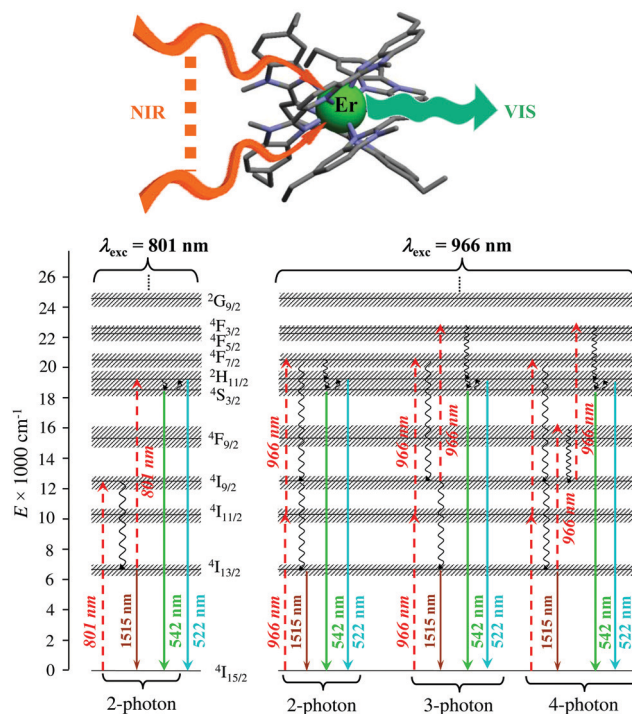 Er
NIR
VIS
λexc = 801 nm
λexc = 966 nm
E × 1000 cm⁻¹
26
24
22
20
18
16
14
12
10
8
6
4
2
0
²G9/2
⁴F3/2
⁴F5/2
⁴F7/2
²H11/2
⁴S3/2
⁴F9/2
⁴I9/2
⁴I11/2
⁴I13/2
⁴I15/2
801 nm
801 nm
1515 nm
542 nm
522 nm
966 nm
966 nm
1515 nm
542 nm
522 nm
966 nm
966 nm
966 nm
1515 nm
542 nm
522 nm
966 nm
966 nm
1515 nm
542 nm
522 nm
2-photon
2-photon
3-photon
4-photon